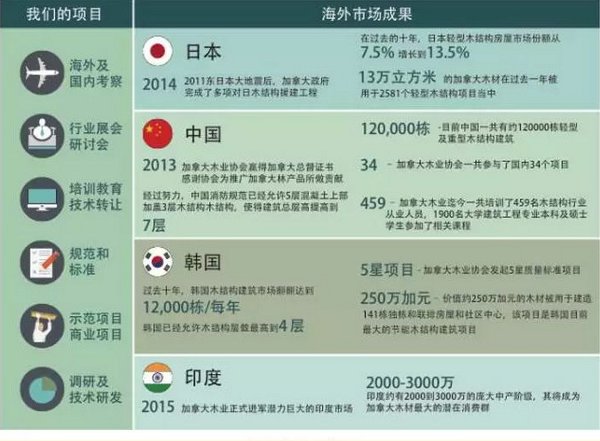 我们的项目
海外及
国内考察
行业展会
研讨会
培训教育
技术转让
规范和
标准
示范项目
商业项目
调研及
技术研发
海外市场成果
日本
2014
2011东日本大地震后，加拿大政府
完成了多项对日木结构援建工程
在过去的十年，日本轻型木结构房屋市场份额从
7.5% 增长到13.5%
13万立方米 的加拿大木材在过去一年被
用于2581个轻型木结构项目当中
中国
2013
加拿大木业协会赢得加拿大总督证书
感谢协会为推广加拿大林产品所做贡献
经过努力，中国消防规范已经允许5层混凝土上部
加盖3层木结构木结构，使得建筑总层高提高到
7层
120,000栋 -目前中国一共有约120000栋轻型
及重型木结构建筑
34 - 加拿大木业协会一共参与了国内34个项目
459 - 加拿大木业迄今一共培训了459名木结构行业
从业人员，1900名大学建筑工程专业本科及硕士
学生参加了相关课程
韩国
过去十年，韩国木结构建筑市场翻翻达到
12,000栋/每年
韩国已经允许木结构层做最高到4层
5星项目 - 加拿大木业协会发起5星质量标准项目
250万加元 - 价值约250万加元的木材被用于建造
141栋独栋和联排房屋和社区中心，该项目是韩国目前
最大的节能木结构建筑项目
印度
2015 加拿大木业正式进军潜力巨大的印度市场
2000-3000万
印度约有2000到3000万的庞大中产阶级，其将成为
加拿大木材最大的潜在消费群